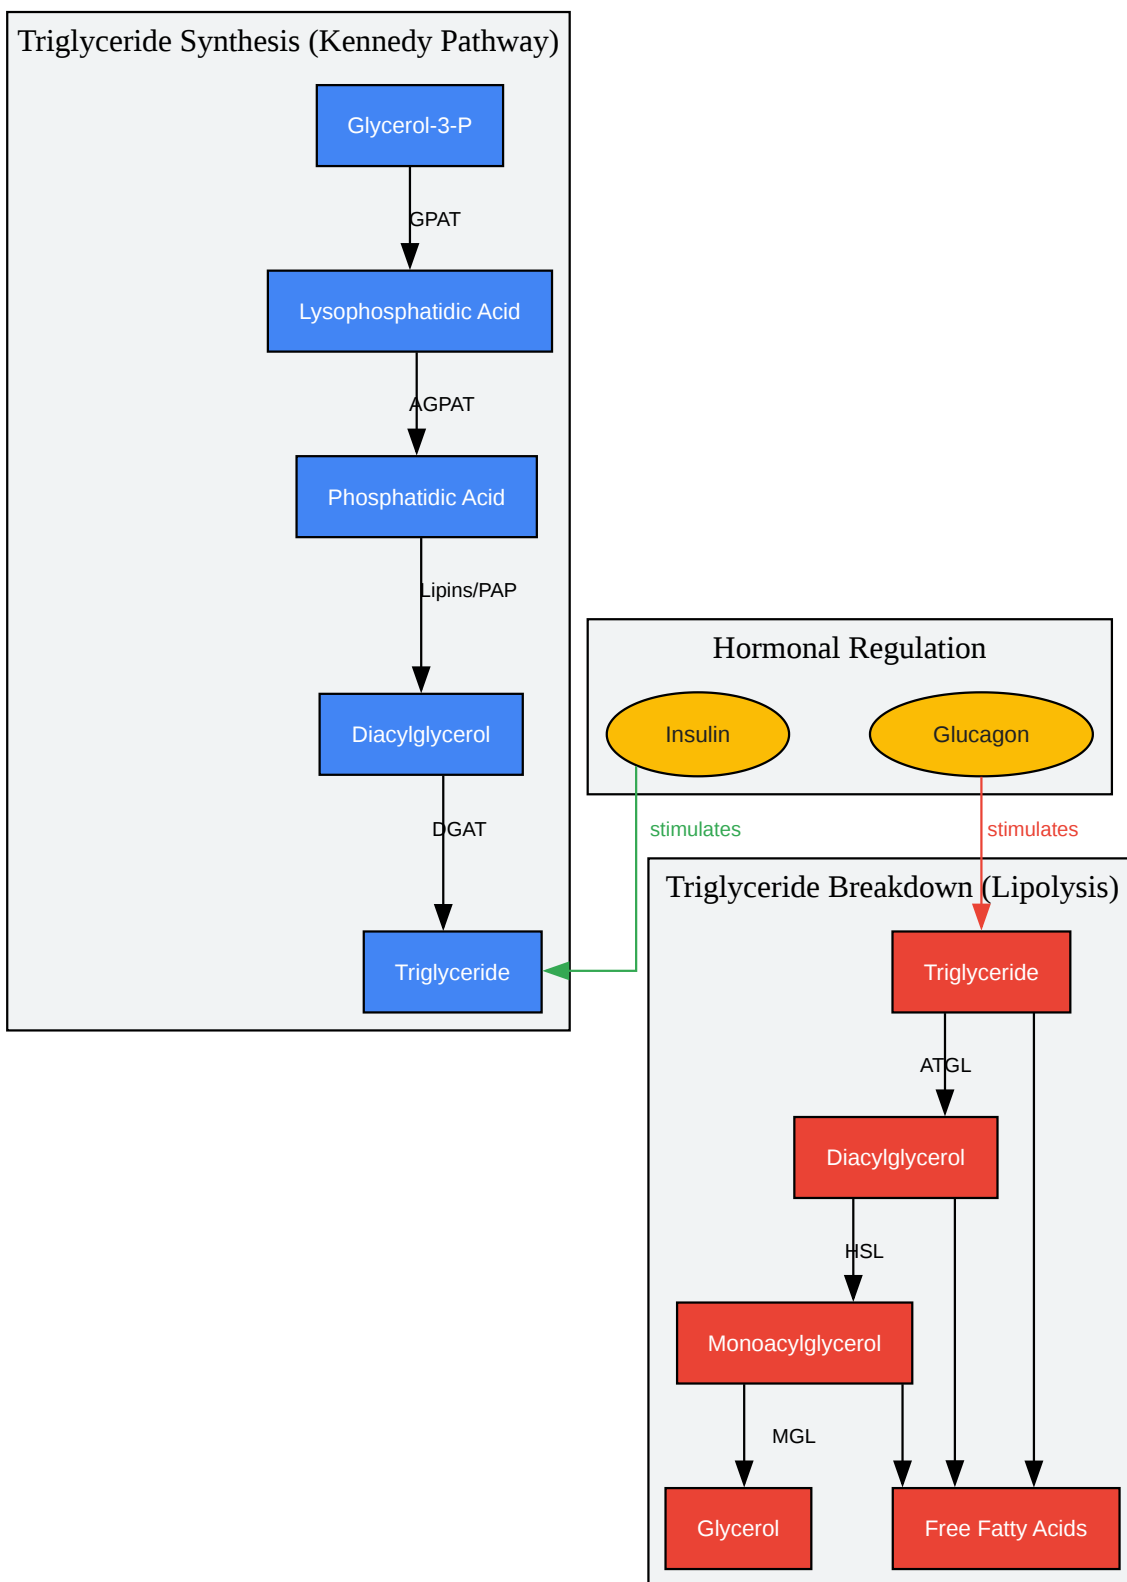 Triglyceride Synthesis (Kennedy Pathway)
Glycerol-3-P
GPAT
Lysophosphatidic Acid
AGPAT
Phosphatidic Acid
Lipins/PAP
Diacylglycerol
DGAT
Triglyceride
Hormonal Regulation
Insulin
Glucagon
stimulates
stimulates
Triglyceride Breakdown (Lipolysis)
Triglyceride
ATGL
Diacylglycerol
HSL
Monoacylglycerol
MGL
Glycerol
Free Fatty Acids